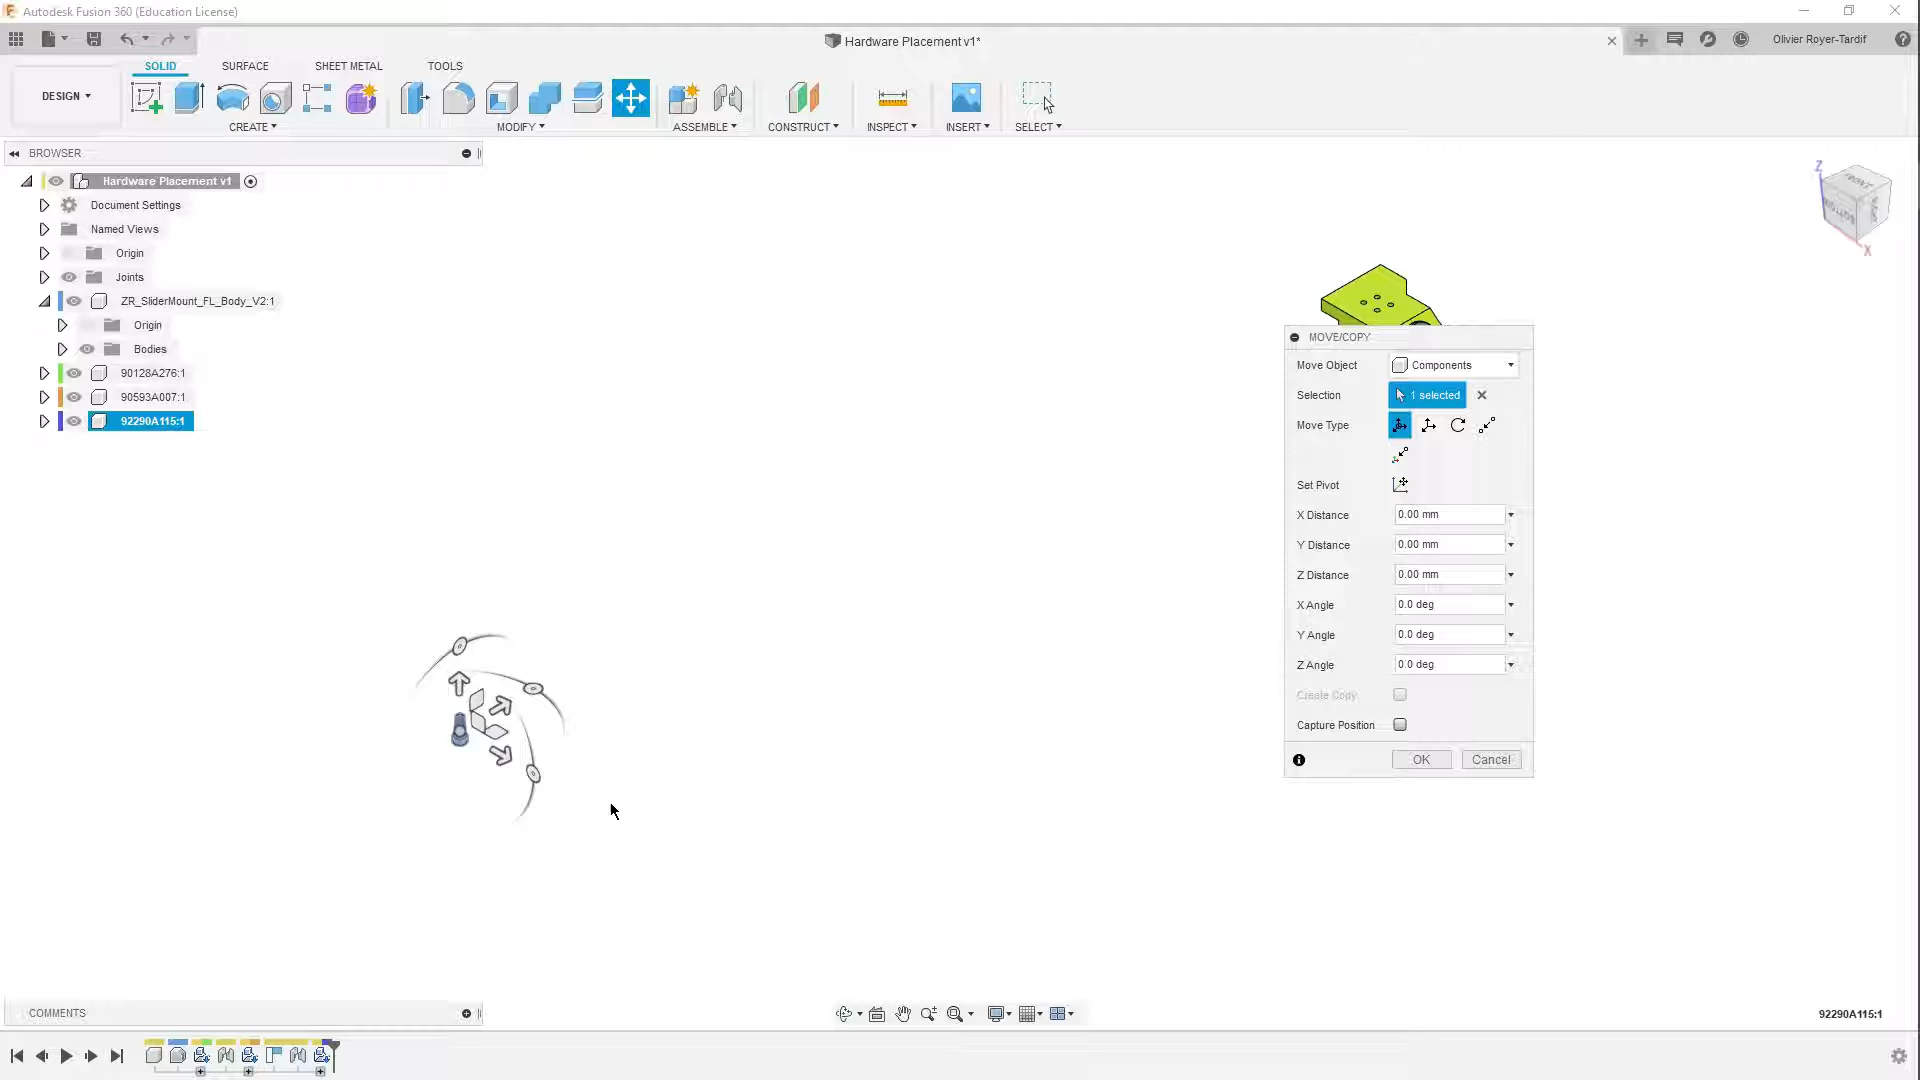 Autodesk Fusion 360 (Education License)
Hardware Placement v1*
Olivier Royer-Tardif
DESIGN
SOLID
SURFACE
SHEET METAL
TOOLS
CREATE
MODIFY
ASSEMBLE
CONSTRUCT
INSPECT
INSERT
SELECT
BROWSER
Hardware Placement v1
Document Settings
Named Views
Origin
Joints
ZR_SliderMount_FL_Body_V2:1
Origin
Bodies
90128A276:1
90593A007:1
92290A115:1
Z
FRONT
BOTTOM
X
MOVE/COPY
Move Object
Components
Selection
1 selected
Move Type
Set Pivot
X Distance
0.00 mm
Y Distance
0.00 mm
Z Distance
0.00 mm
X Angle
0.0 deg
Y Angle
0.0 deg
Z Angle
0.0 deg
Create Copy
Capture Position
OK
Cancel
COMMENTS
92290A115:1